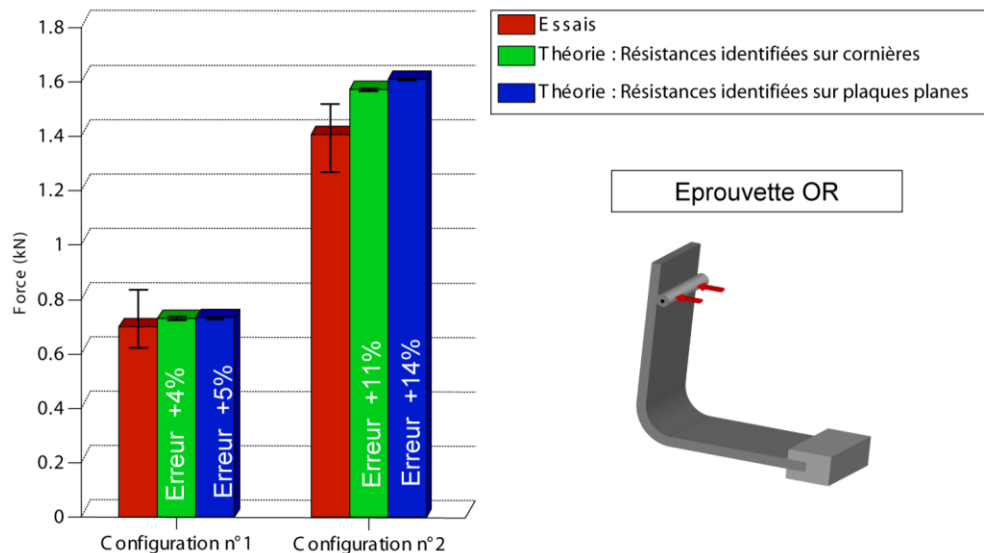 Essais
Théorie : Résistances identifiées sur cornières
Théorie : Résistances identifiées sur plaques planes
Eprouvette OR
Force (kN)
1.8
1.6
1.4
1.2
1
0.8
0.6
0.4
0.2
0
Erreur +4%
Erreur +5%
Erreur +11%
Erreur +14%
Configuration n°1
Configuration n°2